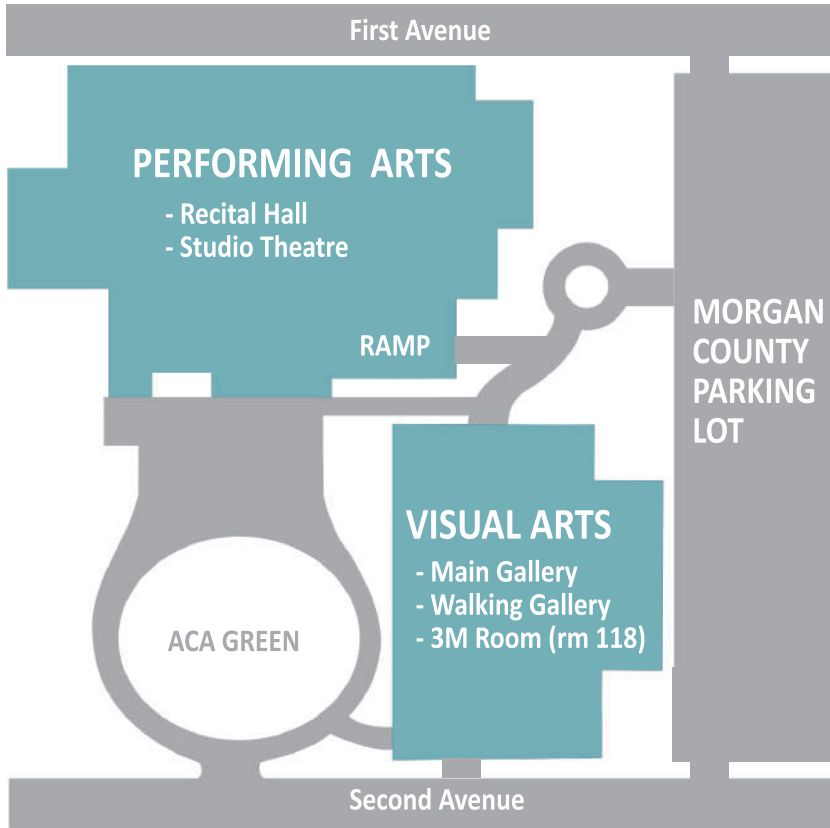 First Avenue
PERFORMING ARTS
- Recital Hall
- Studio Theatre
RAMP
MORGAN
COUNTY
PARKING
LOT
VISUAL ARTS
- Main Gallery
- Walking Gallery
- 3M Room (rm 118)
ACA GREEN
Second Avenue